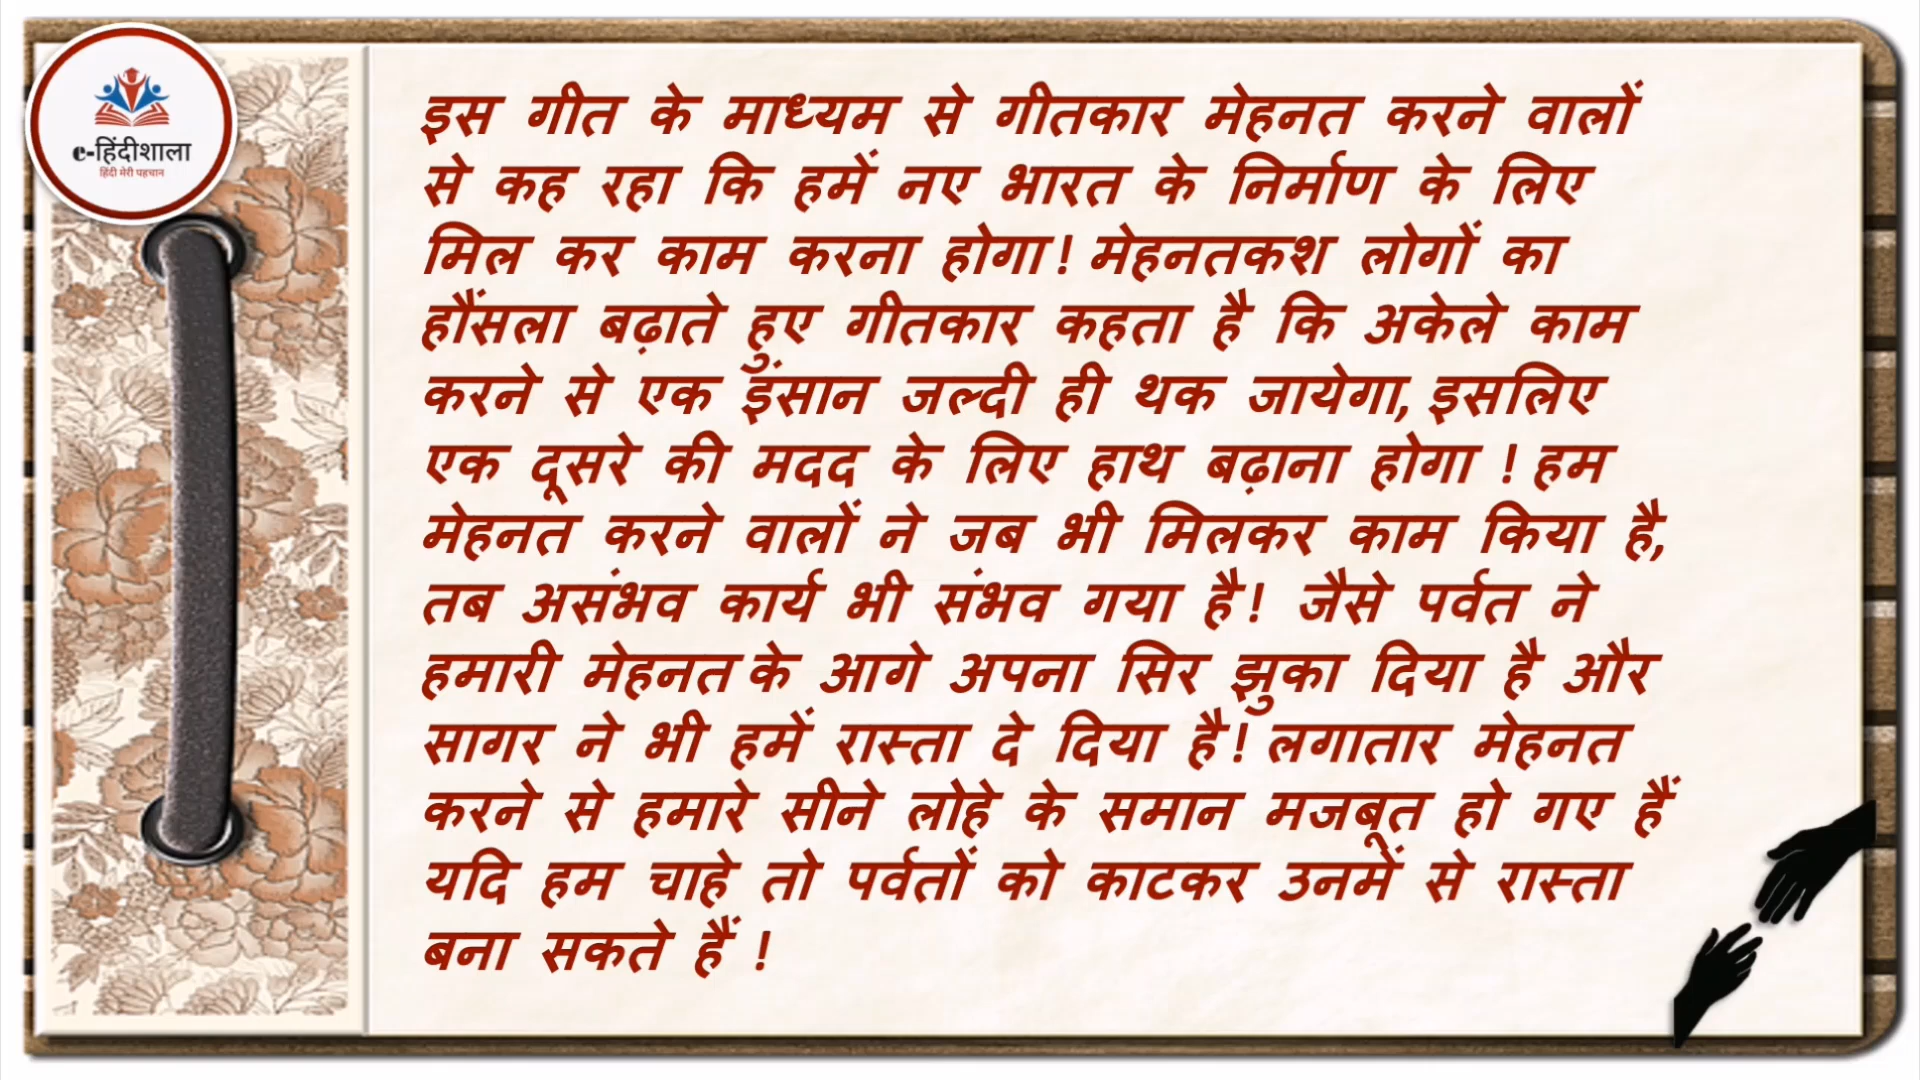 e-हिंदीशाला
हिंदी मेरी पहचान
इस गीत के माध्यम से गीतकार मेहनत करने वालों
से कह रहा कि हमें नए भारत के निर्माण के लिए
मिल कर काम करना होगा! मेहनतकश लोगों का
हौंसला बढ़ाते हुए गीतकार कहता है कि अकेले काम
करने से एक इंसान जल्दी ही थक जायेगा, इसलिए
एक दूसरे की मदद के लिए हाथ बढ़ाना होगा ! हम
मेहनत करने वालों ने जब भी मिलकर काम किया है,
तब असंभव कार्य भी संभव गया है! जैसे पर्वत ने
हमारी मेहनत के आगे अपना सिर झुका दिया है और
सागर ने भी हमें रास्ता दे दिया है! लगातार मेहनत
करने से हमारे सीने लोहे के समान मजबूत हो गए हैं
यदि हम चाहे तो पर्वतों को काटकर उनमें से रास्ता
बना सकते हैं !